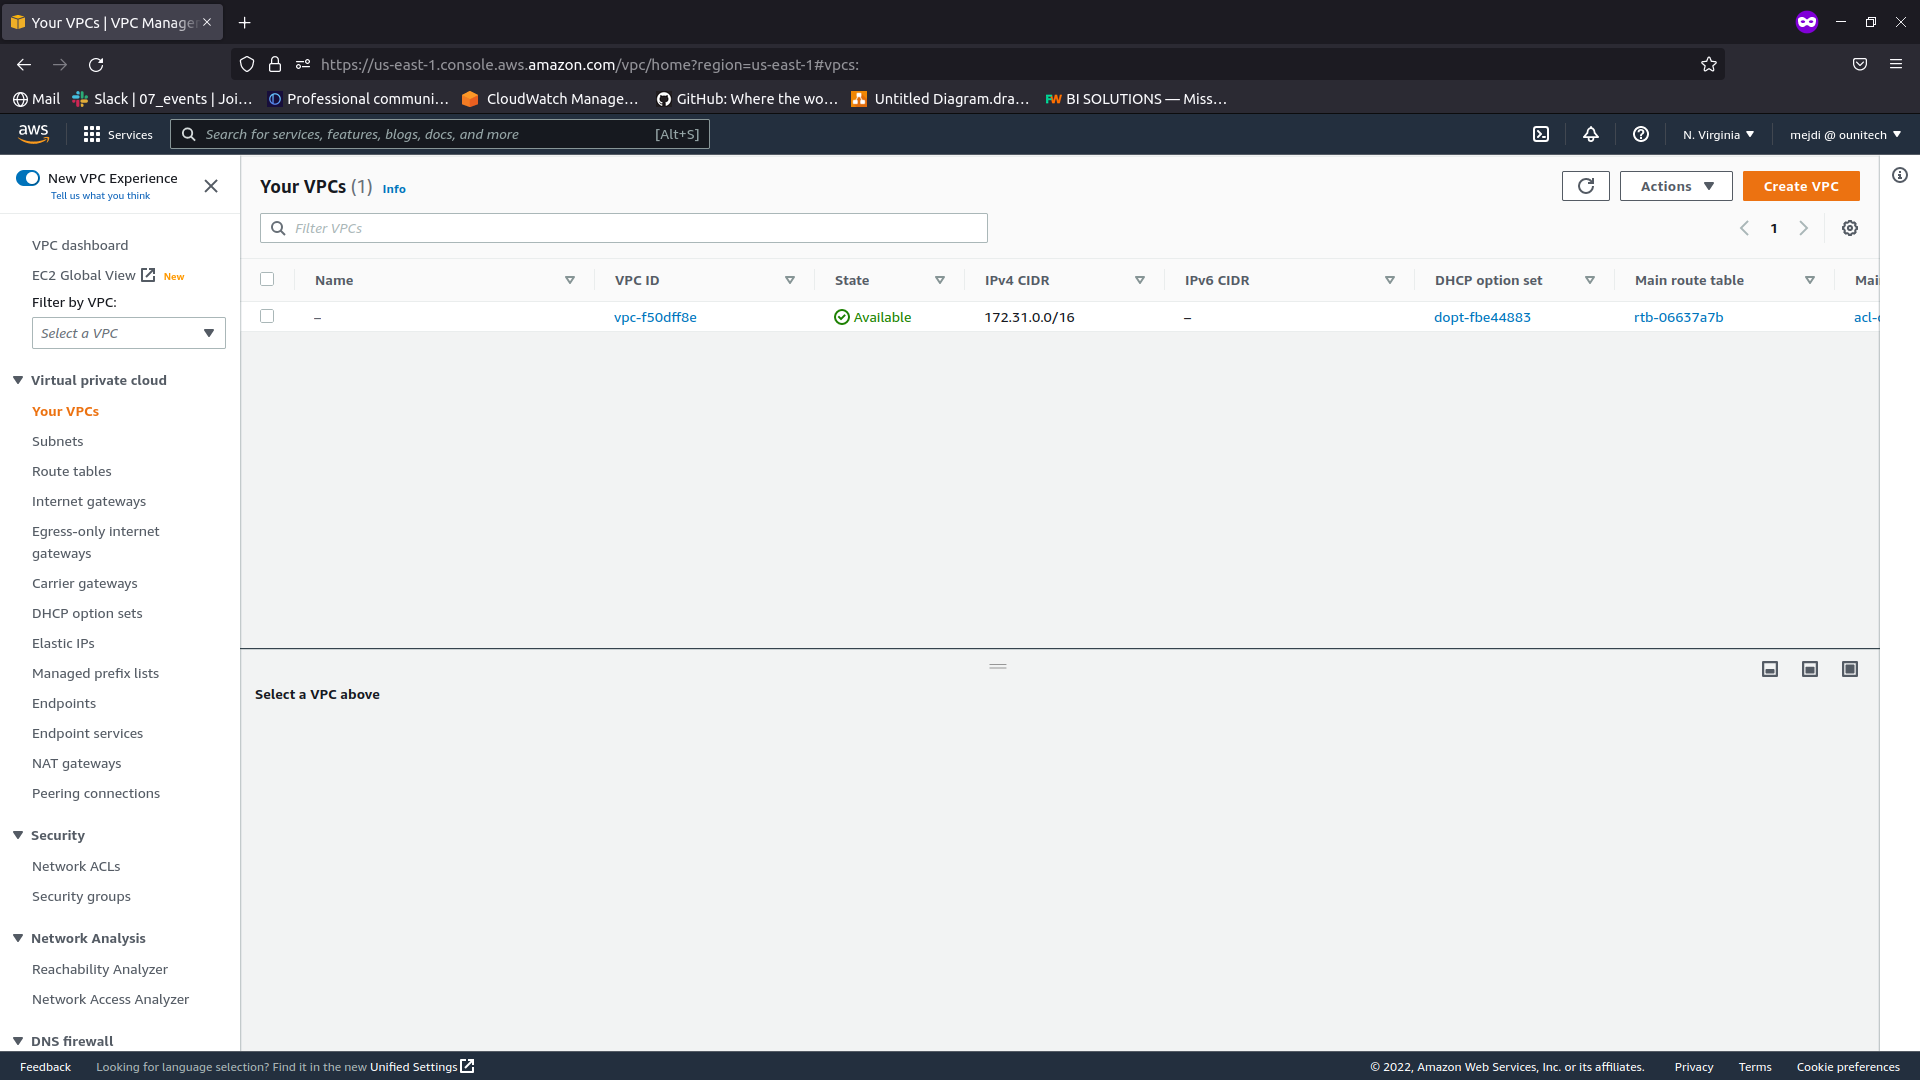 Your VPCs | VPC Manage
https://us-east-1.console.aws.amazon.com/vpc/home?region=us-east-1#vpcs:
Mail
Slack | 07_events | Joi…
Professional communi…
CloudWatch Manage…
GitHub: Where the wo…
Untitled Diagram.dra…
BI SOLUTIONS — Miss…
aws
Services
Search for services, features, blogs, docs, and more
[Alt+S]
N. Virginia
mejdi @ ounitech
New VPC Experience
Tell us what you think
VPC dashboard
EC2 Global View New
Filter by VPC:
Select a VPC
Virtual private cloud
Your VPCs
Subnets
Route tables
Internet gateways
Egress-only internet
gateways
Carrier gateways
DHCP option sets
Elastic IPs
Managed prefix lists
Endpoints
Endpoint services
NAT gateways
Peering connections
Security
Network ACLs
Security groups
Network Analysis
Reachability Analyzer
Network Access Analyzer
DNS firewall
Your VPCs (1) Info
Actions
Create VPC
Filter VPCs
1
Name VPC ID State IPv4 CIDR IPv6 CIDR DHCP option set Main route table Mai
– vpc-f50dff8e Available 172.31.0.0/16 – dopt-fbe44883 rtb-06637a7b acl-
Select a VPC above
Feedback
Looking for language selection? Find it in the new Unified Settings
© 2022, Amazon Web Services, Inc. or its affiliates.
Privacy
Terms
Cookie preferences